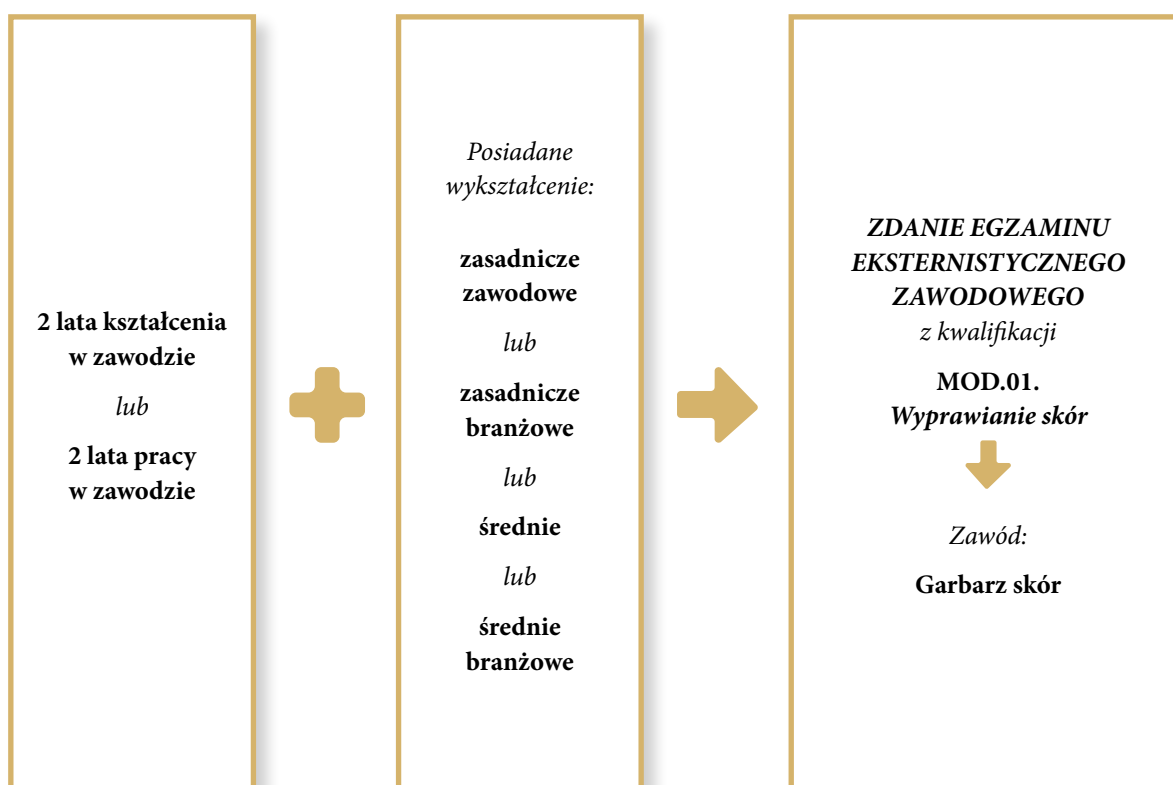 2 lata kształcenia
w zawodzie
lub
2 lata pracy
w zawodzie
Posiadane
wykształcenie:
zasadnicze
zawodowe
lub
zasadnicze
branżowe
lub
średnie
lub
średnie
branżowe
ZDANIE EGZAMINU
EKSTERNISTYCZNEGO
ZAWODOWEGO
z kwalifikacji
MOD.01.
Wyprawianie skór
Zawód:
Garbarz skór